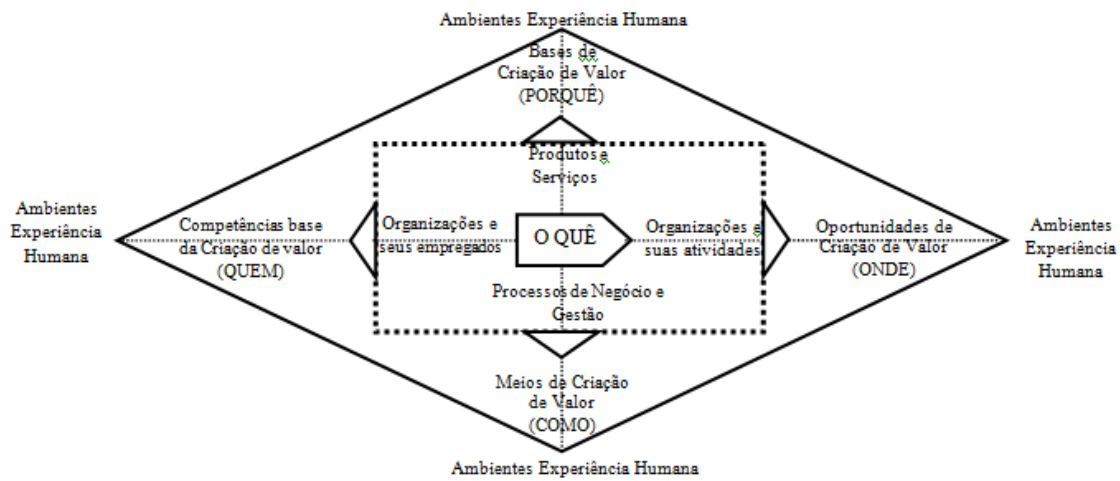 Ambientes Experiência Humana
Bases de
Criação de Valor
(PORQUÊ)
Produtos e
Serviços
Ambientes
Experiência
Humana
Competências base
da Criação de valor
(QUEM)
Organizações e
seus empregados
O QUÊ
Organizações e
suas atividades
Oportunidades de
Criação de Valor
(ONDE)
Ambientes
Experiência
Humana
Processos de Negócio e
Gestão
Meios de Criação
de Valor
(COMO)
Ambientes Experiência Humana